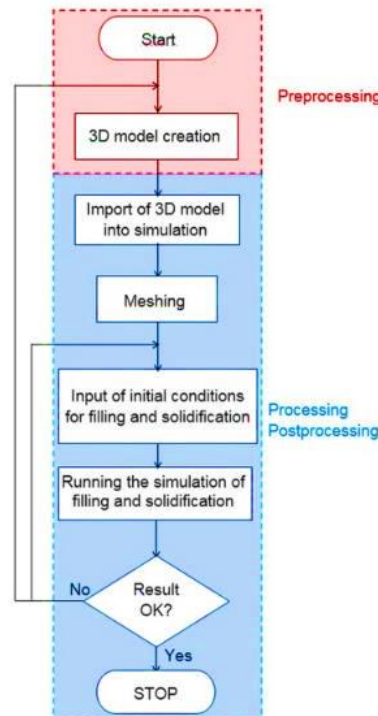 Start
Preprocessing
3D model creation
Import of 3D model
into simulation
Meshing
Input of initial conditions
for filling and solidification
Processing
Postprocessing
Running the simulation of
filling and solidification
No
Result
OK?
Yes
STOP